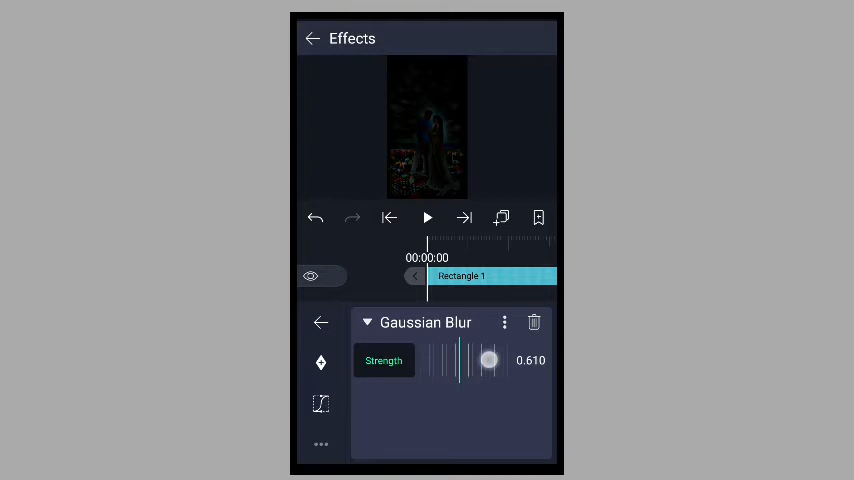 Effects
00:00:00
Rectangle 1
Gaussian Blur
Strength
0.610